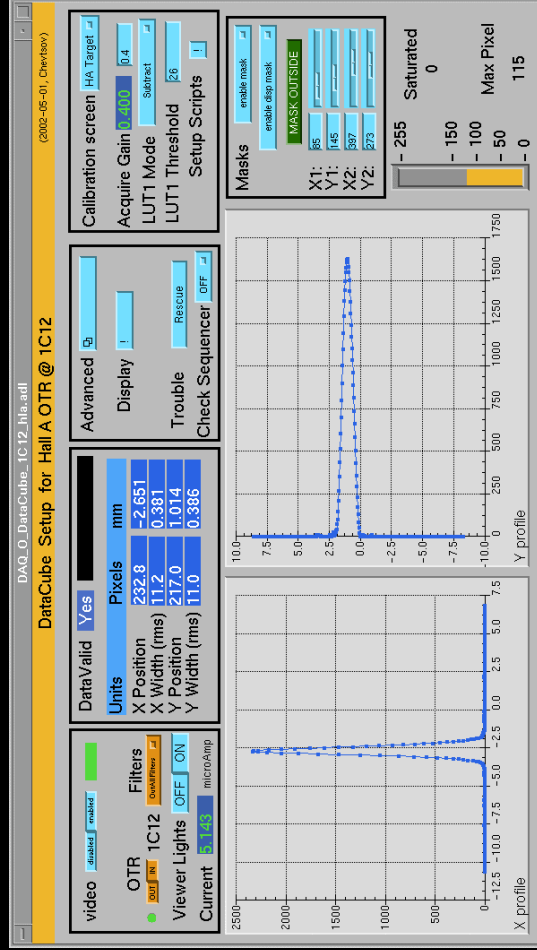 DAQ_O_DataCube_1C12_hla.adl
DataCube Setup for Hall A OTR @ 1C12
(2002-05-01, Chevtsov)
video disabled enabled
OTR Filters
OUT IN 1C12 OutAllFilters
Viewer Lights OFF ON
Current 5.143 microAmp
DataValid Yes
Units Pixels mm
X Position 232.8 -2.651
X Width (rms) 11.2 0.381
Y Position 217.0 1.014
Y Width (rms) 11.0 0.386
Advanced
Display !
Trouble Rescue
Check Sequencer OFF
Calibration screen HA Target
Acquire Gain 0.400 0.4
LUT1 Mode Subtract
LUT1 Threshold 26
Setup Scripts !
2500
2000
1500
1000
500
0
-12.5 -10.0 -7.5 -5.0 -2.5 0.0 2.5 5.0 7.5
X profile
10.0
7.5
5.0
2.5
0.0
-2.5
-5.0
-7.5
-10.0
0 250 500 750 1000 1250 1500 1750
Y profile
Masks
enable mask
enable disp mask
MASK OUTSIDE
X1: 85
Y1: 145
X2: 397
Y2: 273
255
150
100
50
0
Saturated
0
Max Pixel
115